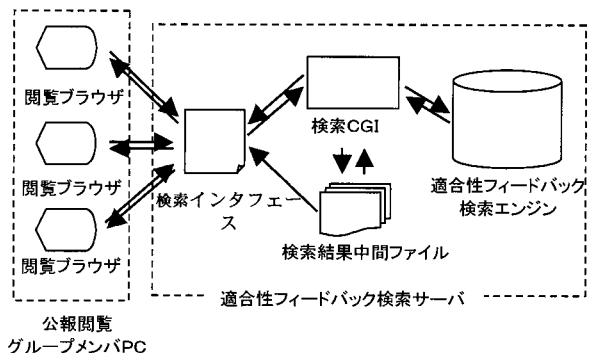 閲覧ブラウザ
閲覧ブラウザ
閲覧ブラウザ
公報閲覧
グループメンバPC
検索インタフェー
ス
検索CGI
検索結果中間ファイル
適合性フィードバック
検索エンジン
適合性フィードバック検索サーバ